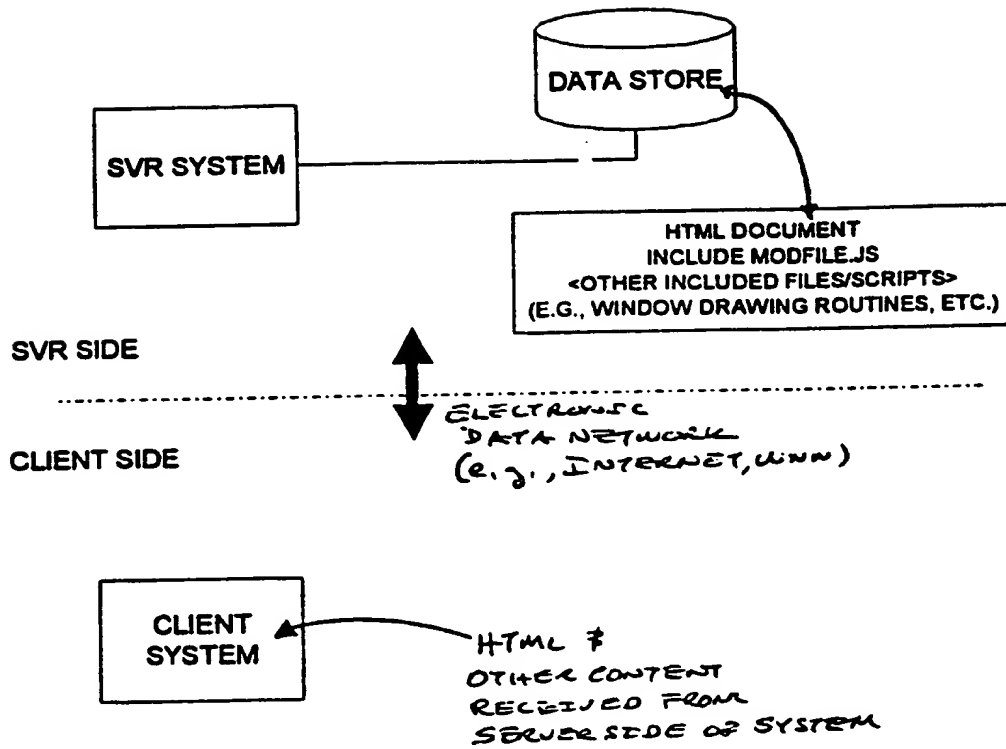 DATA STORE
SVR SYSTEM
HTML DOCUMENT
INCLUDE MODFILE.JS
<OTHER INCLUDED FILES/SCRIPTS>
(E.G., WINDOW DRAWING ROUTINES, ETC.)
SVR SIDE
ELECTRONIC
DATA NETWORK
(e.g., INTERNET,
CLIENT SIDE
CLIENT
SYSTEM
HTML &
OTHER CONTENT
RECEIVED FROM
SERVER SIDE OF SYSTEM